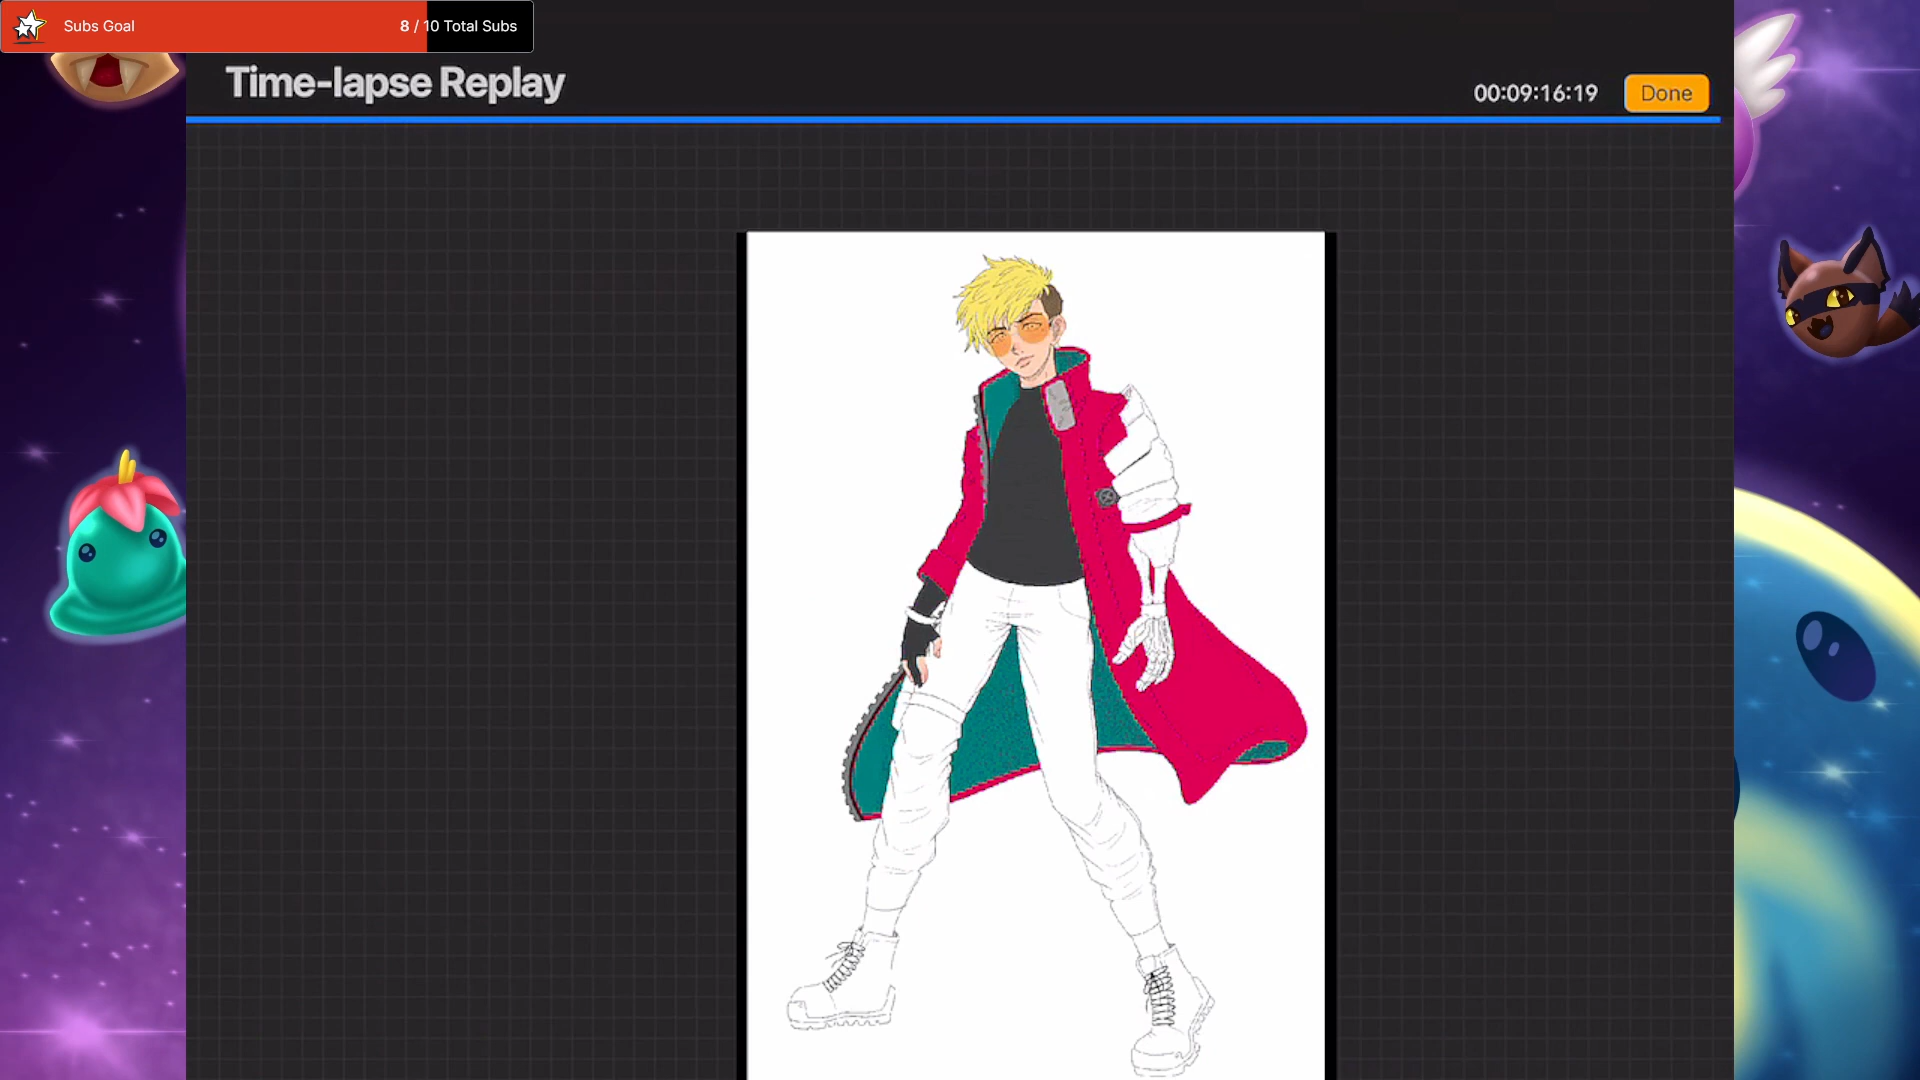 Subs Goal 8 / 10 Total Subs
Time-lapse Replay
00:09:16:19 Done